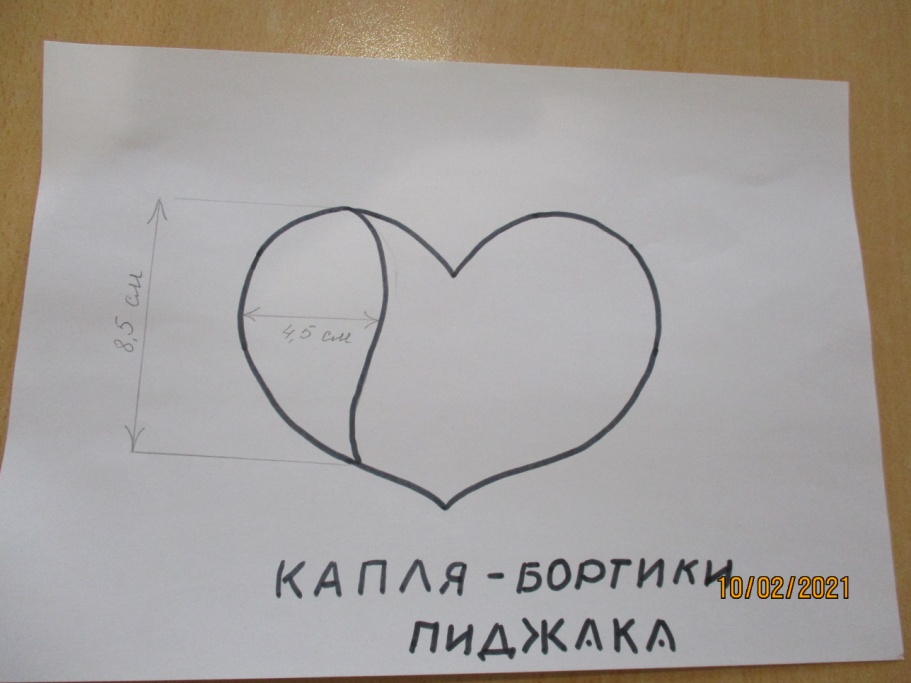 8,5 см
4,5 см
КАПЛЯ - БОРТИКИ
10/02/2021
ПИДЖАКА